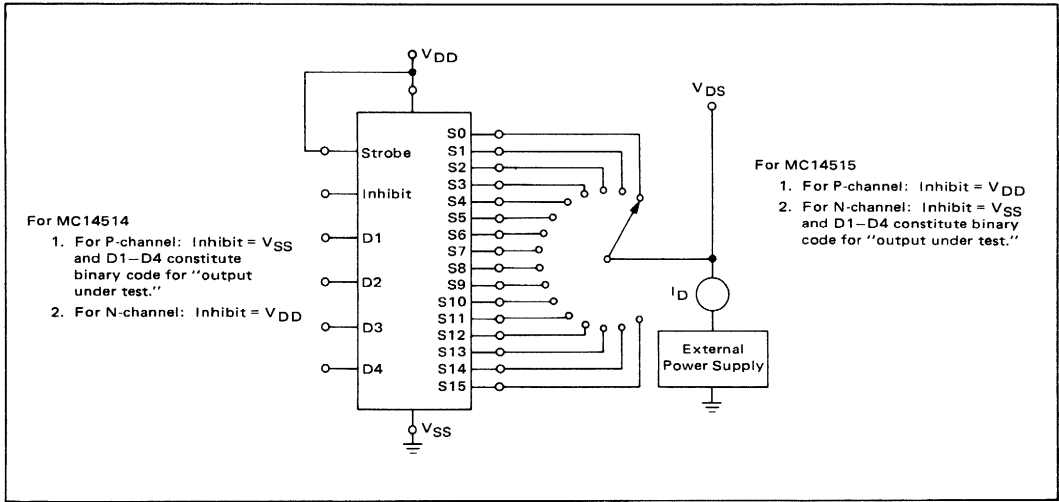 VDD
VDS
Strobe
Inhibit
D1
D2
D3
D4
S0
S1
S2
S3
S4
S5
S6
S7
S8
S9
S10
S11
S12
S13
S14
S15
VSS
For MC14514
1. For P-channel: Inhibit = VSS
and D1–D4 constitute
binary code for "output
under test."
2. For N-channel: Inhibit = VDD
For MC14515
1. For P-channel: Inhibit = VDD
2. For N-channel: Inhibit = VSS
and D1–D4 constitute binary
code for "output under test."
ID
External
Power Supply